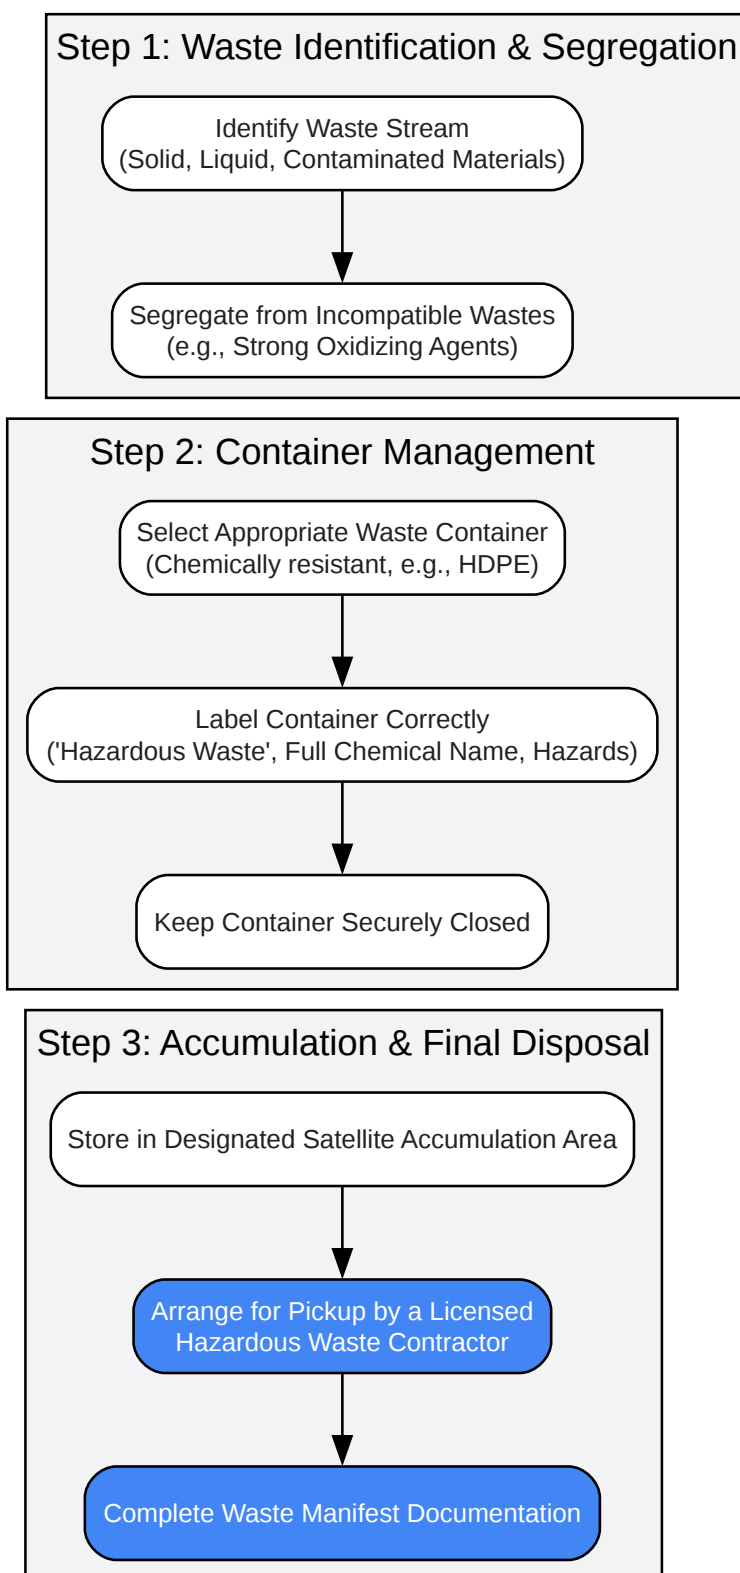 Step 1: Waste Identification & Segregation
Identify Waste Stream
(Solid, Liquid, Contaminated Materials)
Segregate from Incompatible Wastes
(e.g., Strong Oxidizing Agents)
Step 2: Container Management
Select Appropriate Waste Container
(Chemically resistant, e.g., HDPE)
Label Container Correctly
('Hazardous Waste', Full Chemical Name, Hazards)
Keep Container Securely Closed
Step 3: Accumulation & Final Disposal
Store in Designated Satellite Accumulation Area
Arrange for Pickup by a Licensed
Hazardous Waste Contractor
Complete Waste Manifest Documentation